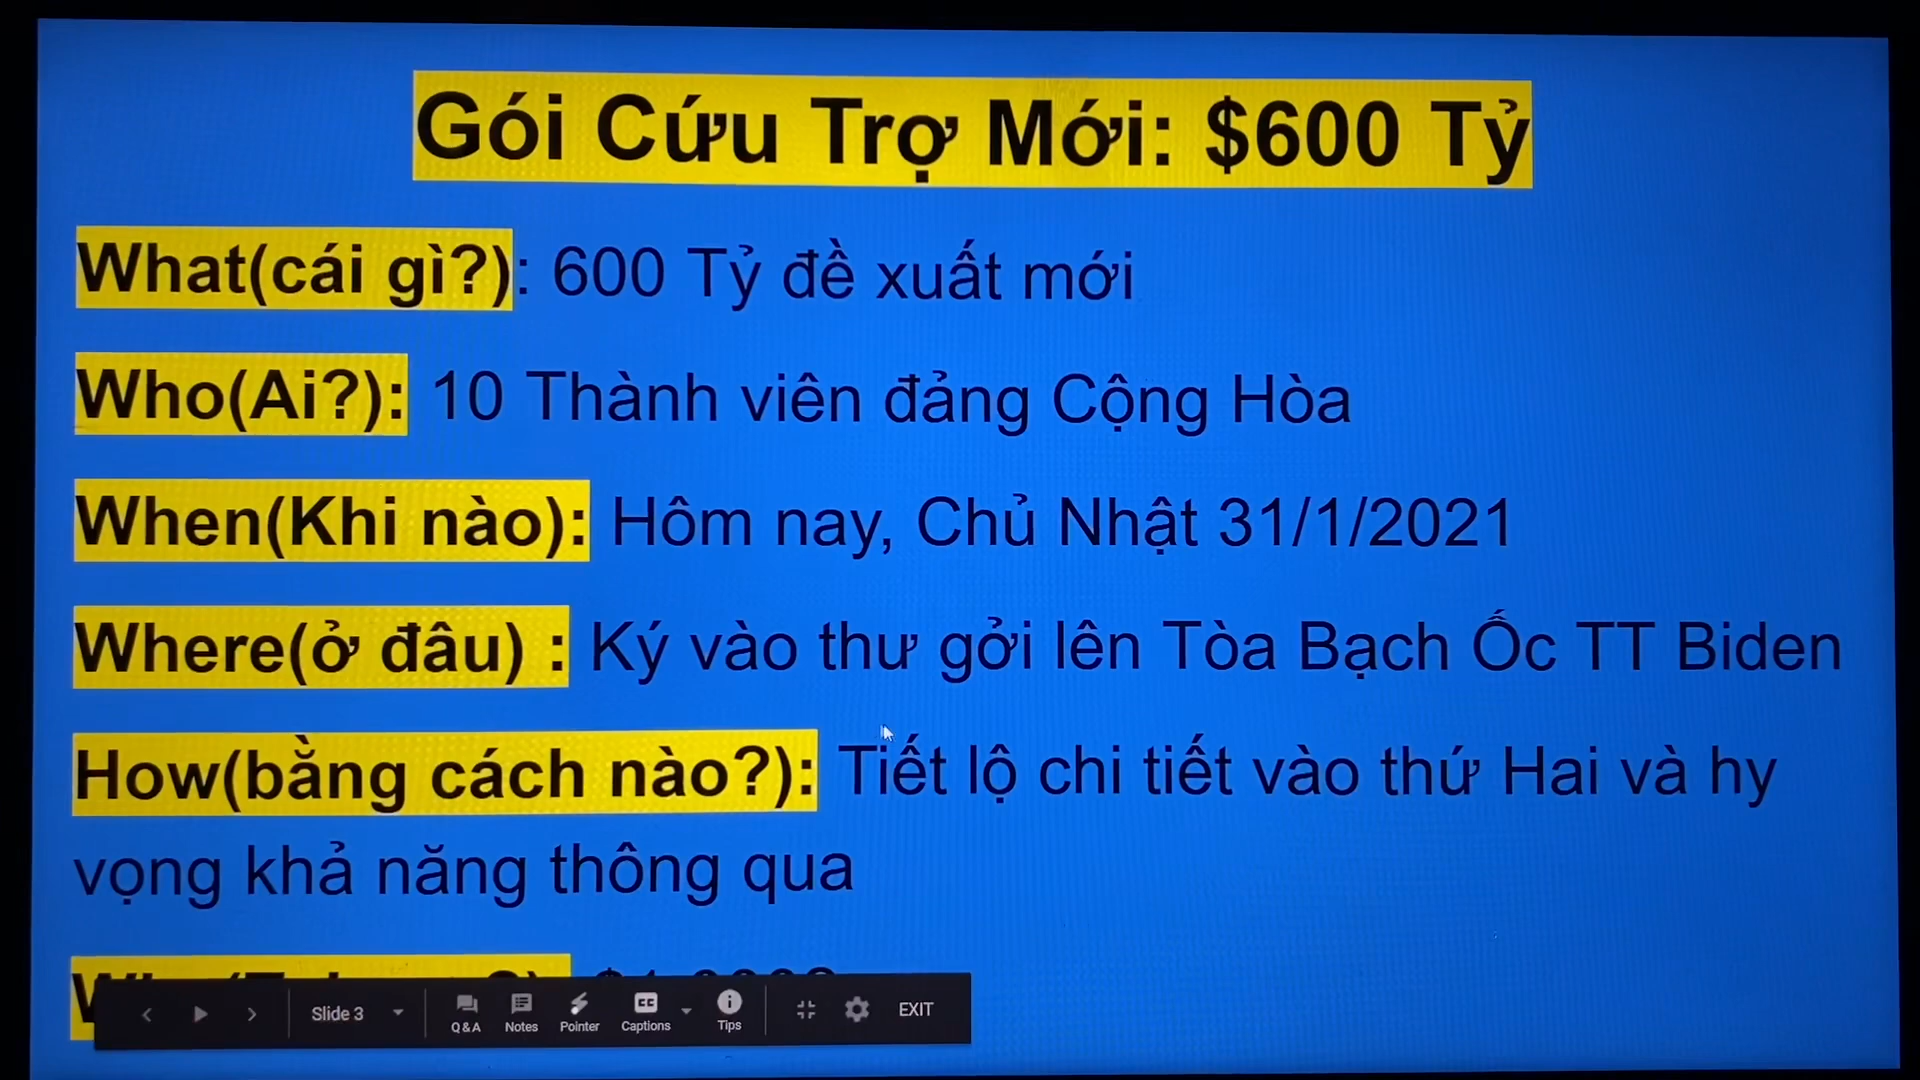 Gói Cứu Trợ Mới: $600 Tỷ
What(cái gì?): 600 Tỷ đề xuất mới
Who(Ai?): 10 Thành viên đảng Cộng Hòa
When(Khi nào): Hôm nay, Chủ Nhật 31/1/2021
Where(ở đâu) : Ký vào thư gởi lên Tòa Bạch Ốc TT Biden
How(bằng cách nào?): Tiết lộ chi tiết vào thứ Hai và hy
vọng khả năng thông qua
Slide 3
Q&A
Notes
Pointer
CC
Captions
Tips
EXIT